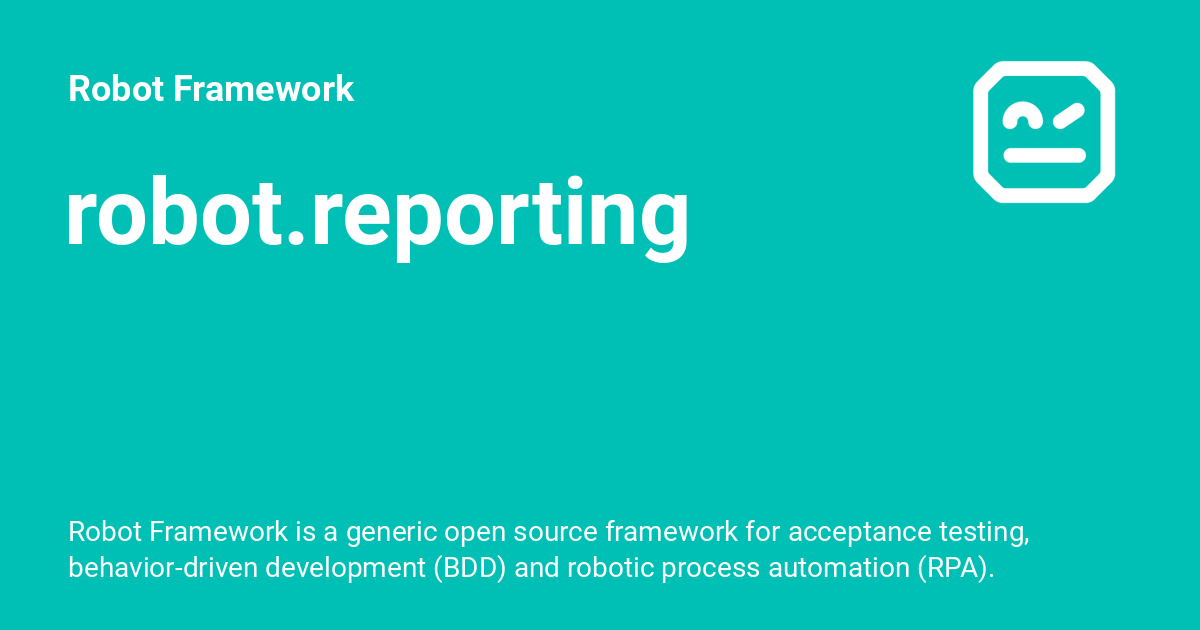 Robot Framework
robot.reporting
Robot Framework is a generic open source framework for acceptance testing,
behavior-driven development (BDD) and robotic process automation (RPA).